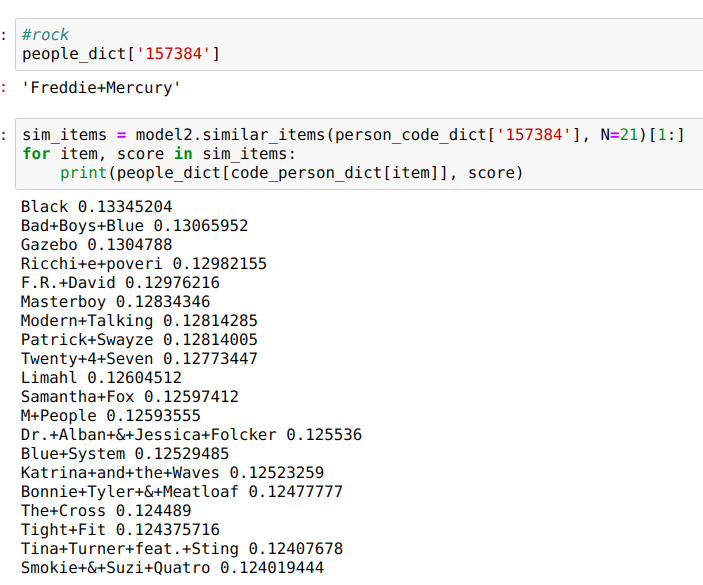 : #rock
people_dict['157384']
: 'Freddie+Mercury'
: sim_items = model2.similar_items(person_code_dict['157384'], N=21)[1:]
for item, score in sim_items:
    print(people_dict[code_person_dict[item]], score)
Black 0.13345204
Bad+Boys+Blue 0.13065952
Gazebo 0.1304788
Ricchi+e+poveri 0.12982155
F.R.+David 0.12976216
Masterboy 0.12834346
Modern+Talking 0.12814285
Patrick+Swayze 0.12814005
Twenty+4+Seven 0.12773447
Limahl 0.12604512
Samantha+Fox 0.12597412
M+People 0.12593555
Dr.+Alban+&+Jessica+Folcker 0.125536
Blue+System 0.12529485
Katrina+and+the+Waves 0.12523259
Bonnie+Tyler+&+Meatloaf 0.12477777
The+Cross 0.124489
Tight+Fit 0.124375716
Tina+Turner+feat.+Sting 0.12407678
Smokie+&+Suzi+Quatro 0.124019444